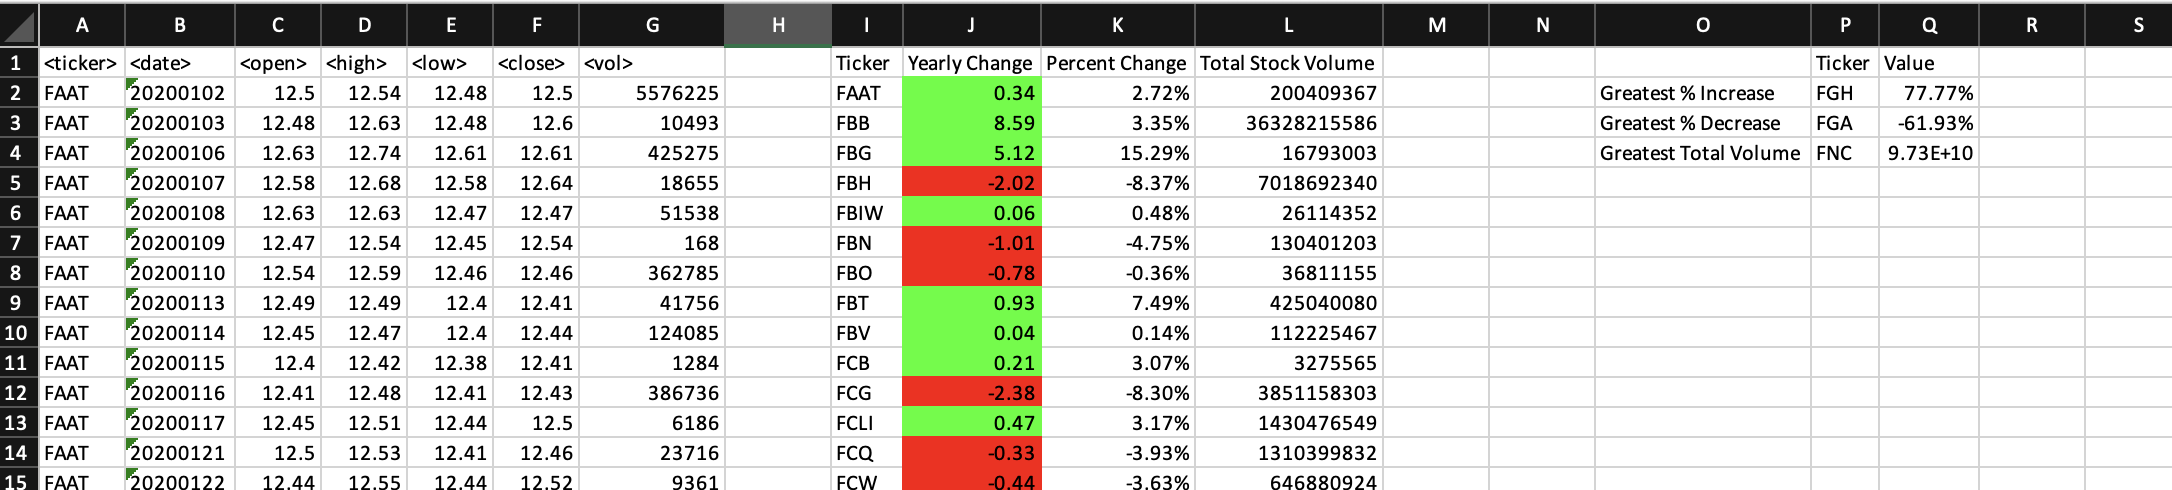 A B C D E F G H I J K L M N O P Q R S
1 <ticker> <date> <open> <high> <low> <close> <vol> Ticker Yearly Change Percent Change Total Stock Volume Ticker Value
2 FAAT 20200102 12.5 12.54 12.48 12.5 5576225 FAAT 0.34 2.72% 200409367 Greatest % Increase FGH 77.77%
3 FAAT 20200103 12.48 12.63 12.48 12.6 10493 FBB 8.59 3.35% 36328215586 Greatest % Decrease FGA -61.93%
4 FAAT 20200106 12.63 12.74 12.61 12.61 425275 FBG 5.12 15.29% 16793003 Greatest Total Volume FNC 9.73E+10
5 FAAT 20200107 12.58 12.68 12.58 12.64 18655 FBH -2.02 -8.37% 7018692340
6 FAAT 20200108 12.63 12.63 12.47 12.47 51538 FBIW 0.06 0.48% 26114352
7 FAAT 20200109 12.47 12.54 12.45 12.54 168 FBN -1.01 -4.75% 130401203
8 FAAT 20200110 12.54 12.59 12.46 12.46 362785 FBO -0.78 -0.36% 36811155
9 FAAT 20200113 12.49 12.49 12.4 12.41 41756 FBT 0.93 7.49% 425040080
10 FAAT 20200114 12.45 12.47 12.4 12.44 124085 FBV 0.04 0.14% 112225467
11 FAAT 20200115 12.4 12.42 12.38 12.41 1284 FCB 0.21 3.07% 3275565
12 FAAT 20200116 12.41 12.48 12.41 12.43 386736 FCG -2.38 -8.30% 3851158303
13 FAAT 20200117 12.45 12.51 12.44 12.5 6186 FCLI 0.47 3.17% 1430476549
14 FAAT 20200121 12.5 12.53 12.41 12.46 23716 FCQ -0.33 -3.93% 1310399832
15 FAAT 20200122 12.44 12.55 12.44 12.52 9361 FCW -0.44 -3.63% 646880924